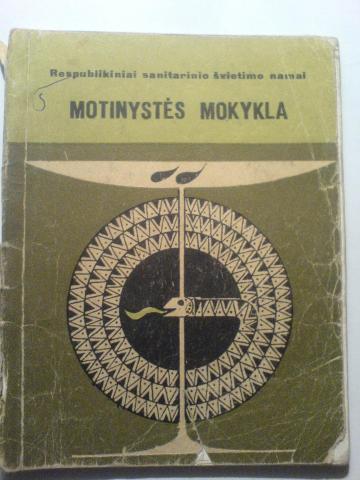 Respublikiniai sanitarinio švietimo namai
MOTINYSTĖS MOKYKLA